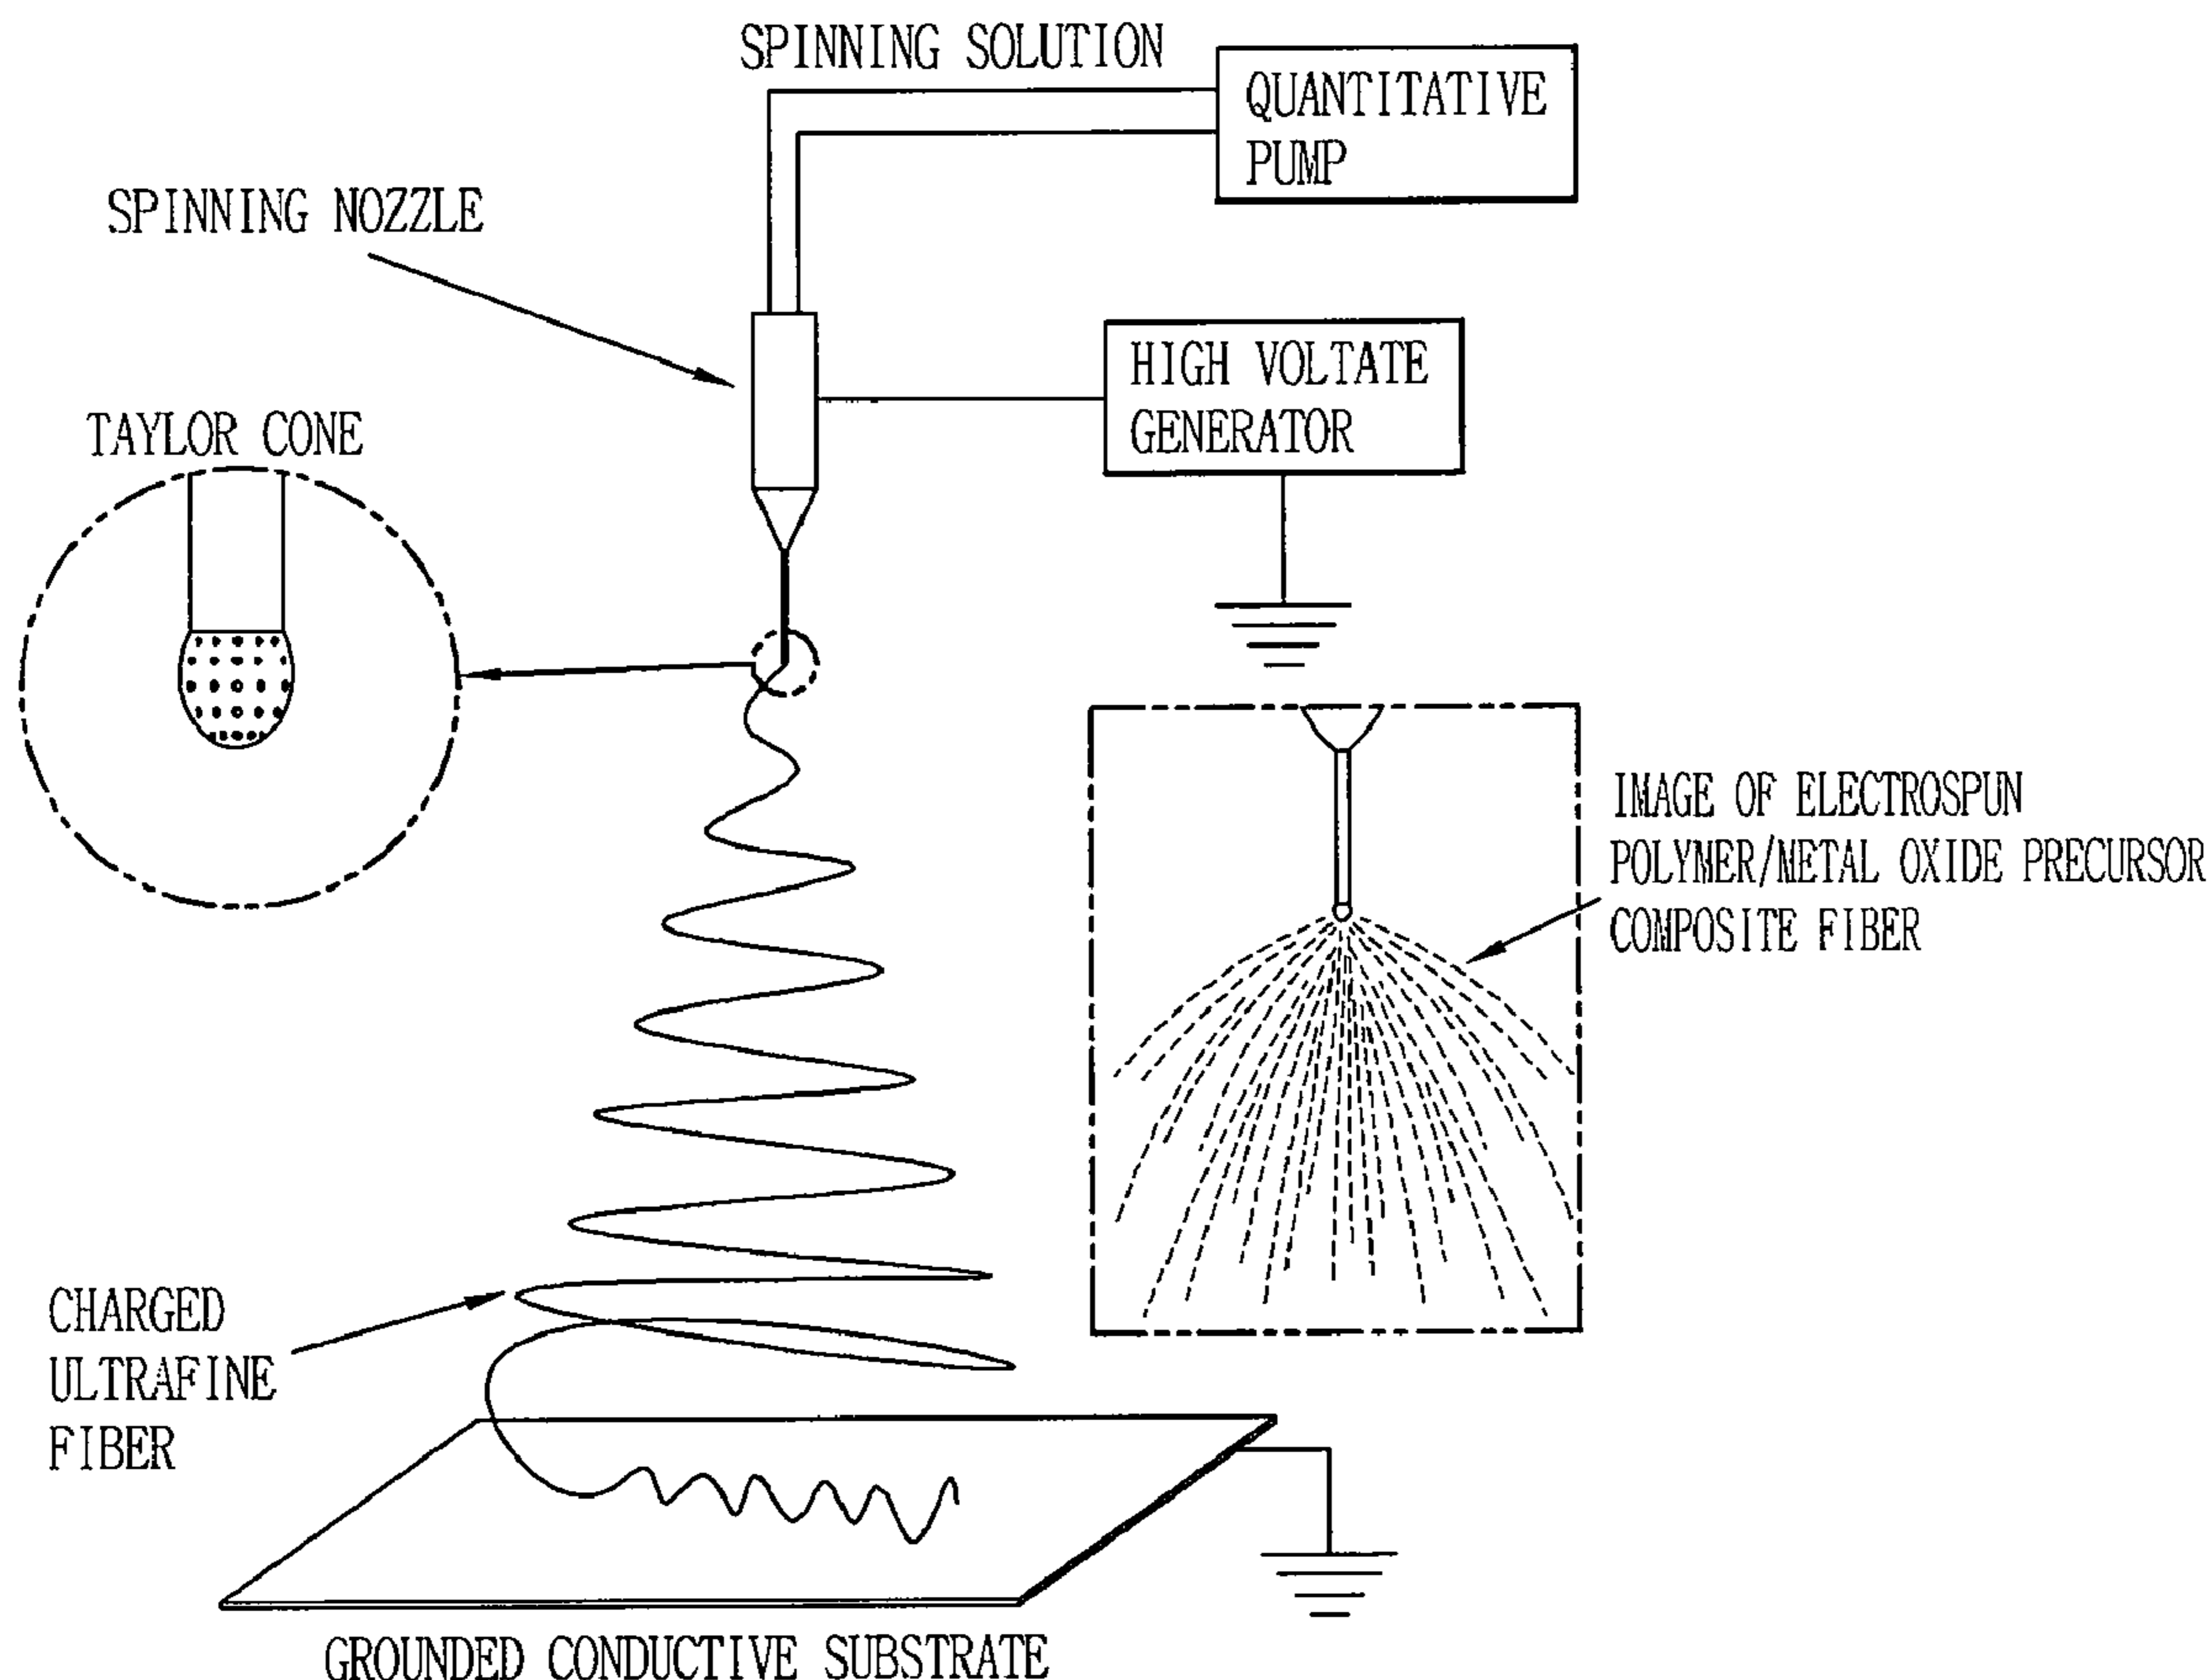 SPINNING SOLUTION
QUANTITATIVE
PUMP
SPINNING NOZZLE
HIGH VOLTATE
GENERATOR
TAYLOR CONE
IMAGE OF ELECTROSPUN
POLYMER/METAL OXIDE PRECURSOR
COMPOSITE FIBER
CHARGED
ULTRAFINE
FIBER
GROUNDED CONDUCTIVE SUBSTRATE